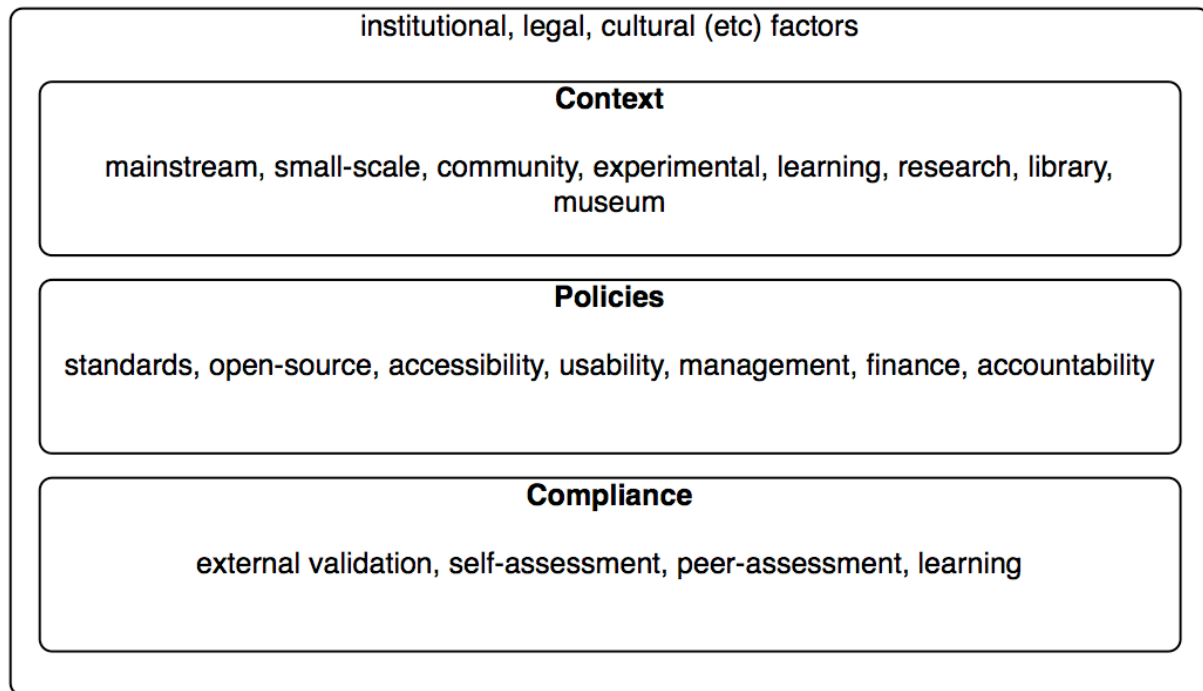 institutional, legal, cultural (etc) factors
Context
mainstream, small-scale, community, experimental, learning, research, library,
museum
Policies
standards, open-source, accessibility, usability, management, finance, accountability
Compliance
external validation, self-assessment, peer-assessment, learning